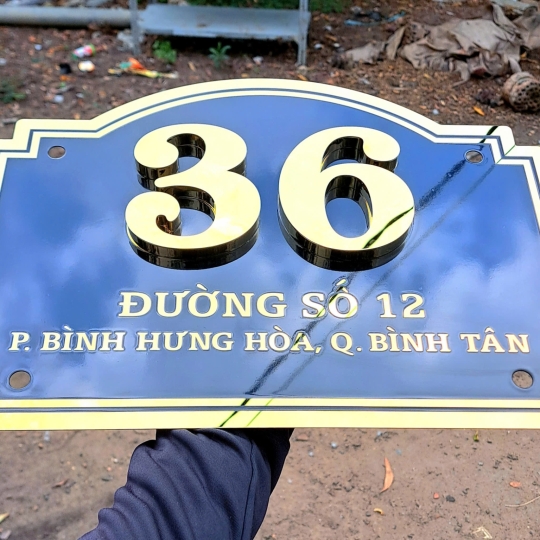 36
ĐƯỜNG SỐ 12
P. BÌNH HƯNG HÒA, Q. BÌNH TÂN